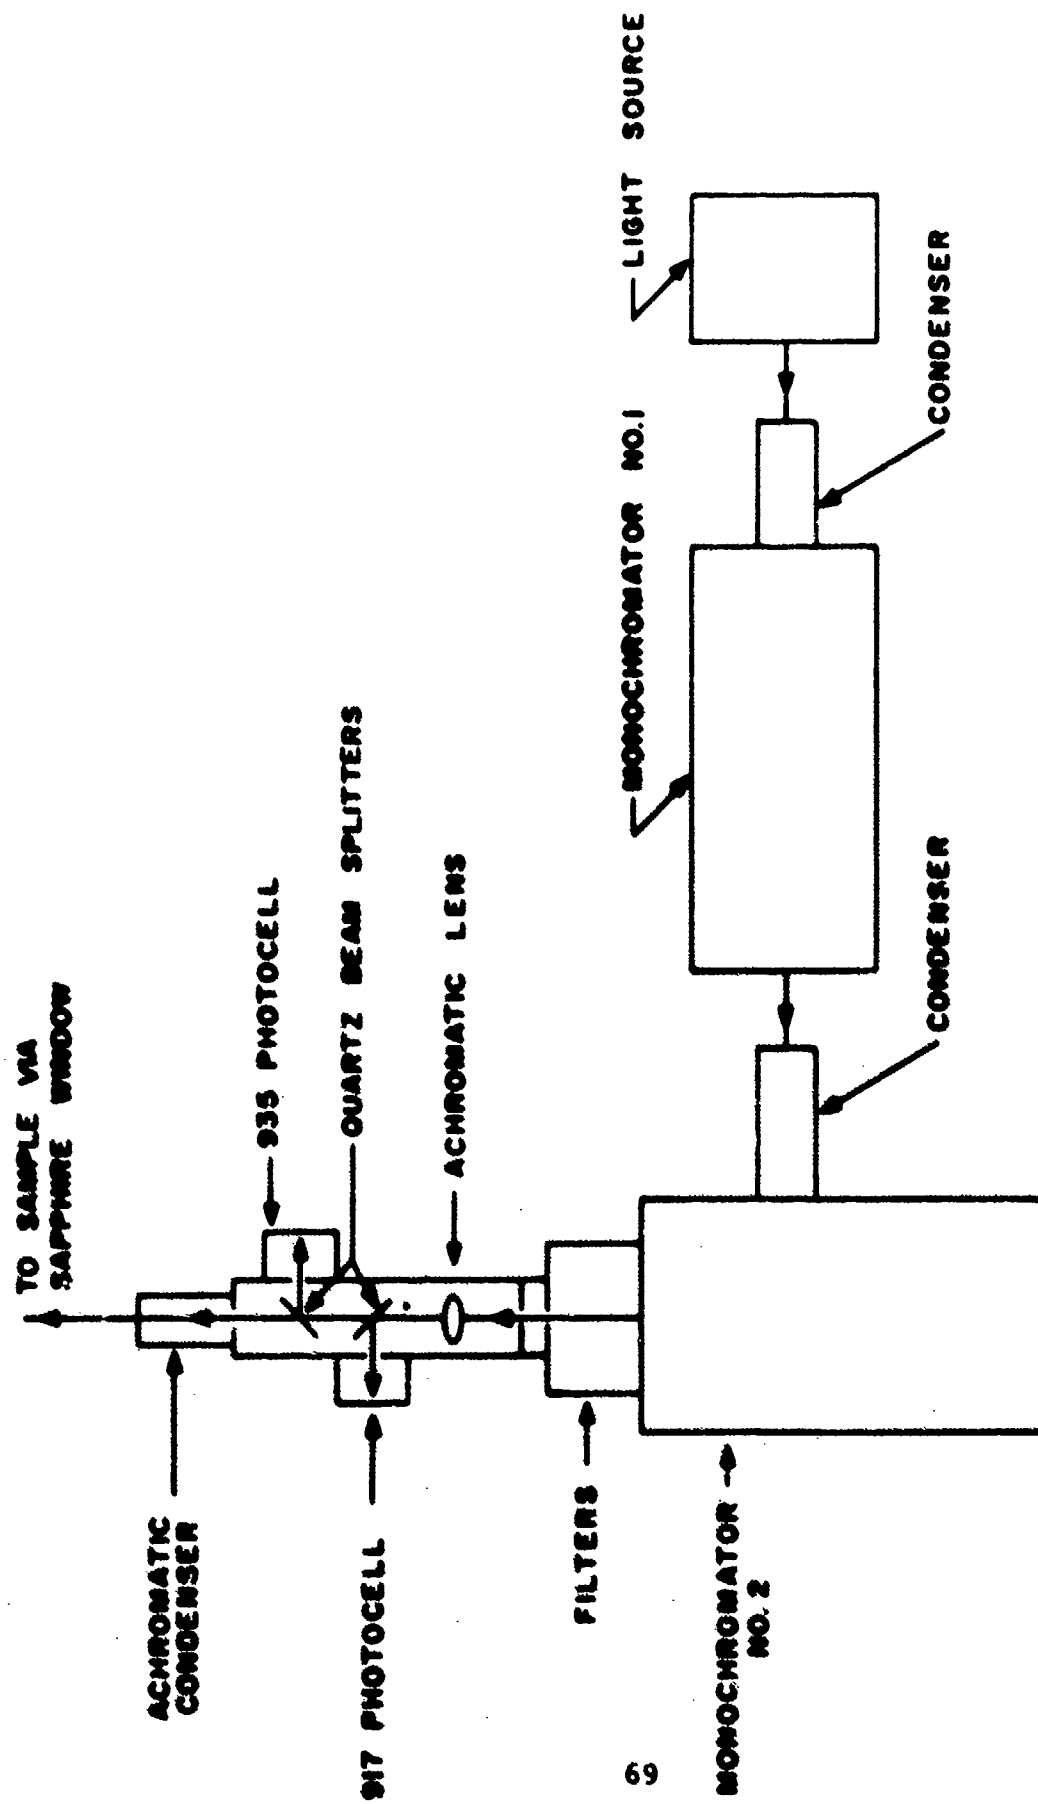 TO SAMPLE VIA
SAPPHIRE WINDOW
935 PHOTOCELL
QUARTZ BEAM SPLITTERS
ACHROMATIC LENS
ACHROMATIC
CONDENSER
917 PHOTOCELL
FILTERS
MONOCHROMATOR
NO. 2
MONOCHROMATOR NO. 1
LIGHT SOURCE
CONDENSER
CONDENSER
69